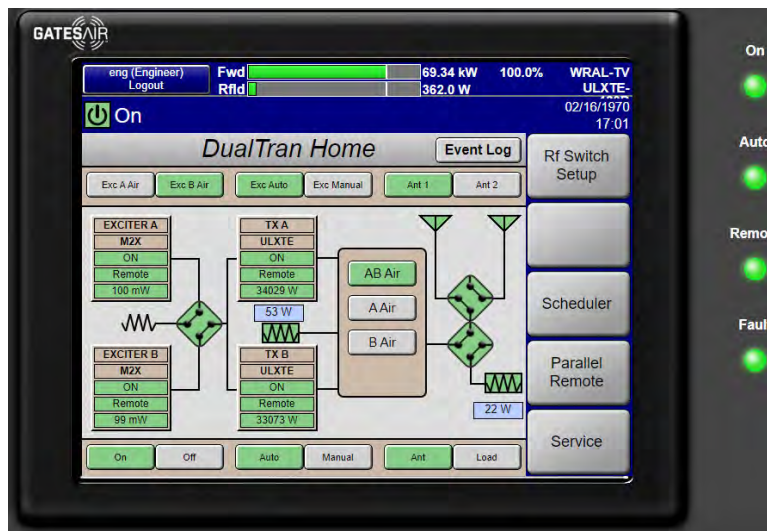 GATESAIR
eng (Engineer)
Logout
Fwd 69.34 kW 100.0%
Rfld 362.0 W
WRAL-TV
ULXTE-
On
02/16/1970
17:01
DualTran Home
Event Log
Exc A Air
Exc B Air
Exc Auto
Exc Manual
Ant 1
Ant 2
EXCITER A
M2X
ON
Remote
100 mW
TX A
ULXTE
ON
Remote
34029 W
53 W
EXCITER B
M2X
ON
Remote
99 mW
TX B
ULXTE
ON
Remote
33073 W
AB Air
A Air
B Air
22 W
On
Off
Auto
Manual
Ant
Load
Rf Switch
Setup
Scheduler
Parallel
Remote
Service
On
Auto
Remo
Faul